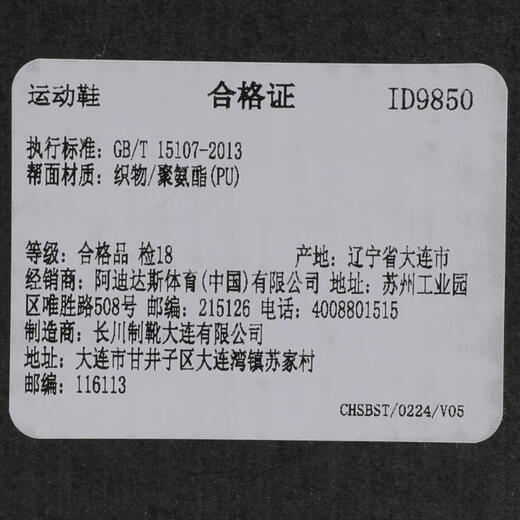 运动鞋 合格证 ID9850
执行标准: GB/T 15107-2013
帮面材质: 织物/聚氨酯(PU)
等级: 合格品 检18 产地: 辽宁省大连市
经销商: 阿迪达斯体育(中国)有限公司 地址: 苏州工业园
区唯胜路508号 邮编: 215126 电话: 4008801515
制造商: 长川制靴大连有限公司
地址: 大连市甘井子区大连湾镇苏家村
邮编: 116113
CHSBST/0224/V05